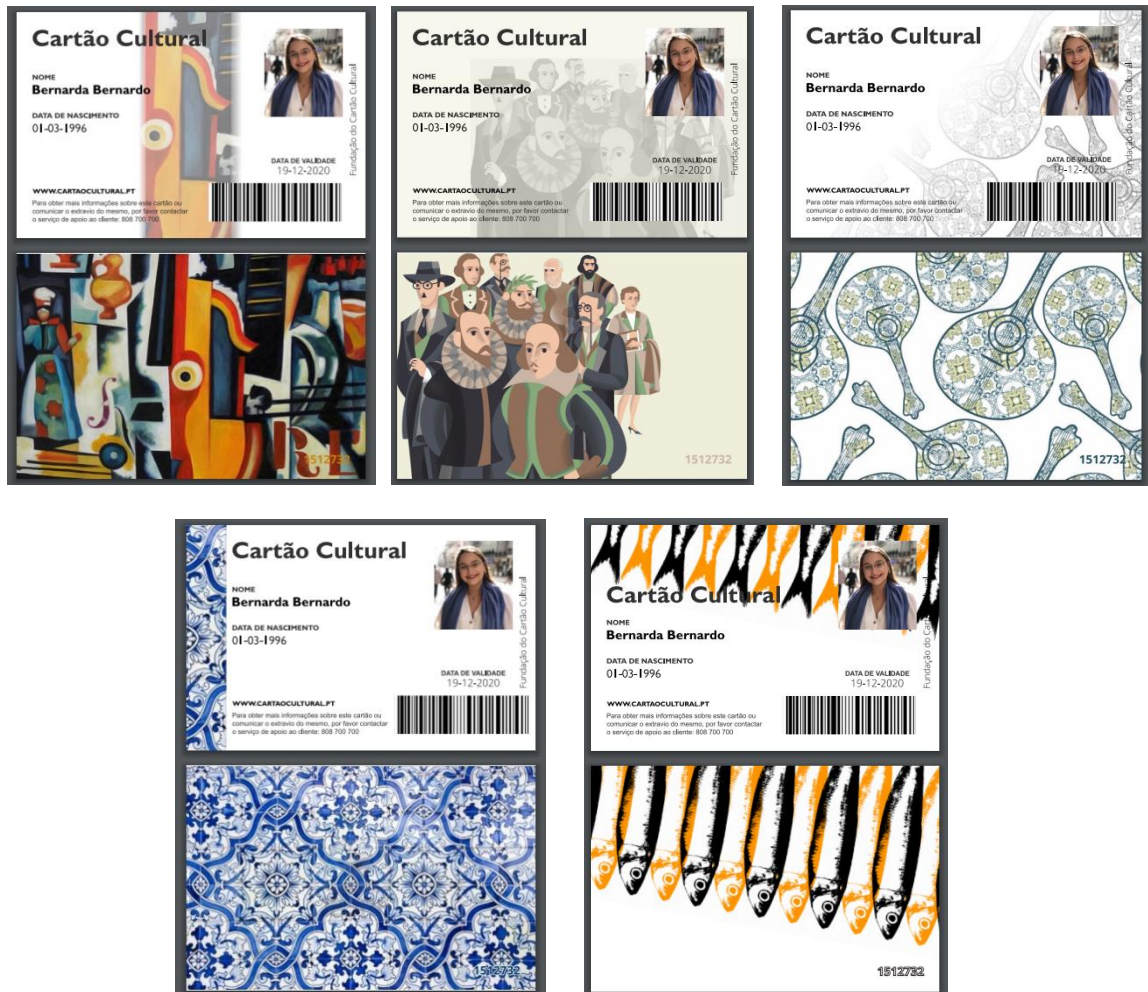 Cartão Cultural
NOME
Bernarda Bernardo
DATA DE NASCIMENTO
01-03-1996
Fundação do Cartão Cultural
DATA DE VALIDADE
19-12-2020
WWW.CARTAOCULTURAL.PT
Para obter mais informações sobre este cartão ou
comunicar o extravio do mesmo, por favor contactar
o serviço de apoio ao cliente: 808 700 700
1512732
Cartão Cultural
NOME
Bernarda Bernardo
DATA DE NASCIMENTO
01-03-1996
Fundação do Cartão Cultural
DATA DE VALIDADE
19-12-2020
WWW.CARTAOCULTURAL.PT
Para obter mais informações sobre este cartão ou
comunicar o extravio do mesmo, por favor contactar
o serviço de apoio ao cliente: 808 700 700
1512732
Cartão Cultural
NOME
Bernarda Bernardo
DATA DE NASCIMENTO
01-03-1996
Fundação do Cartão Cultural
DATA DE VALIDADE
19-12-2020
WWW.CARTAOCULTURAL.PT
Para obter mais informações sobre este cartão ou
comunicar o extravio do mesmo, por favor contactar
o serviço de apoio ao cliente: 808 700 700
1512732
Cartão Cultural
NOME
Bernarda Bernardo
DATA DE NASCIMENTO
01-03-1996
Fundação do Cartão Cultural
DATA DE VALIDADE
19-12-2020
WWW.CARTAOCULTURAL.PT
Para obter mais informações sobre este cartão ou
comunicar o extravio do mesmo, por favor contactar
o serviço de apoio ao cliente: 808 700 700
1512732
Cartão Cultural
NOME
Bernarda Bernardo
DATA DE NASCIMENTO
01-03-1996
Fundação do Cartão Cultural
DATA DE VALIDADE
19-12-2020
WWW.CARTAOCULTURAL.PT
Para obter mais informações sobre este cartão ou
comunicar o extravio do mesmo, por favor contactar
o serviço de apoio ao cliente: 808 700 700
1512732